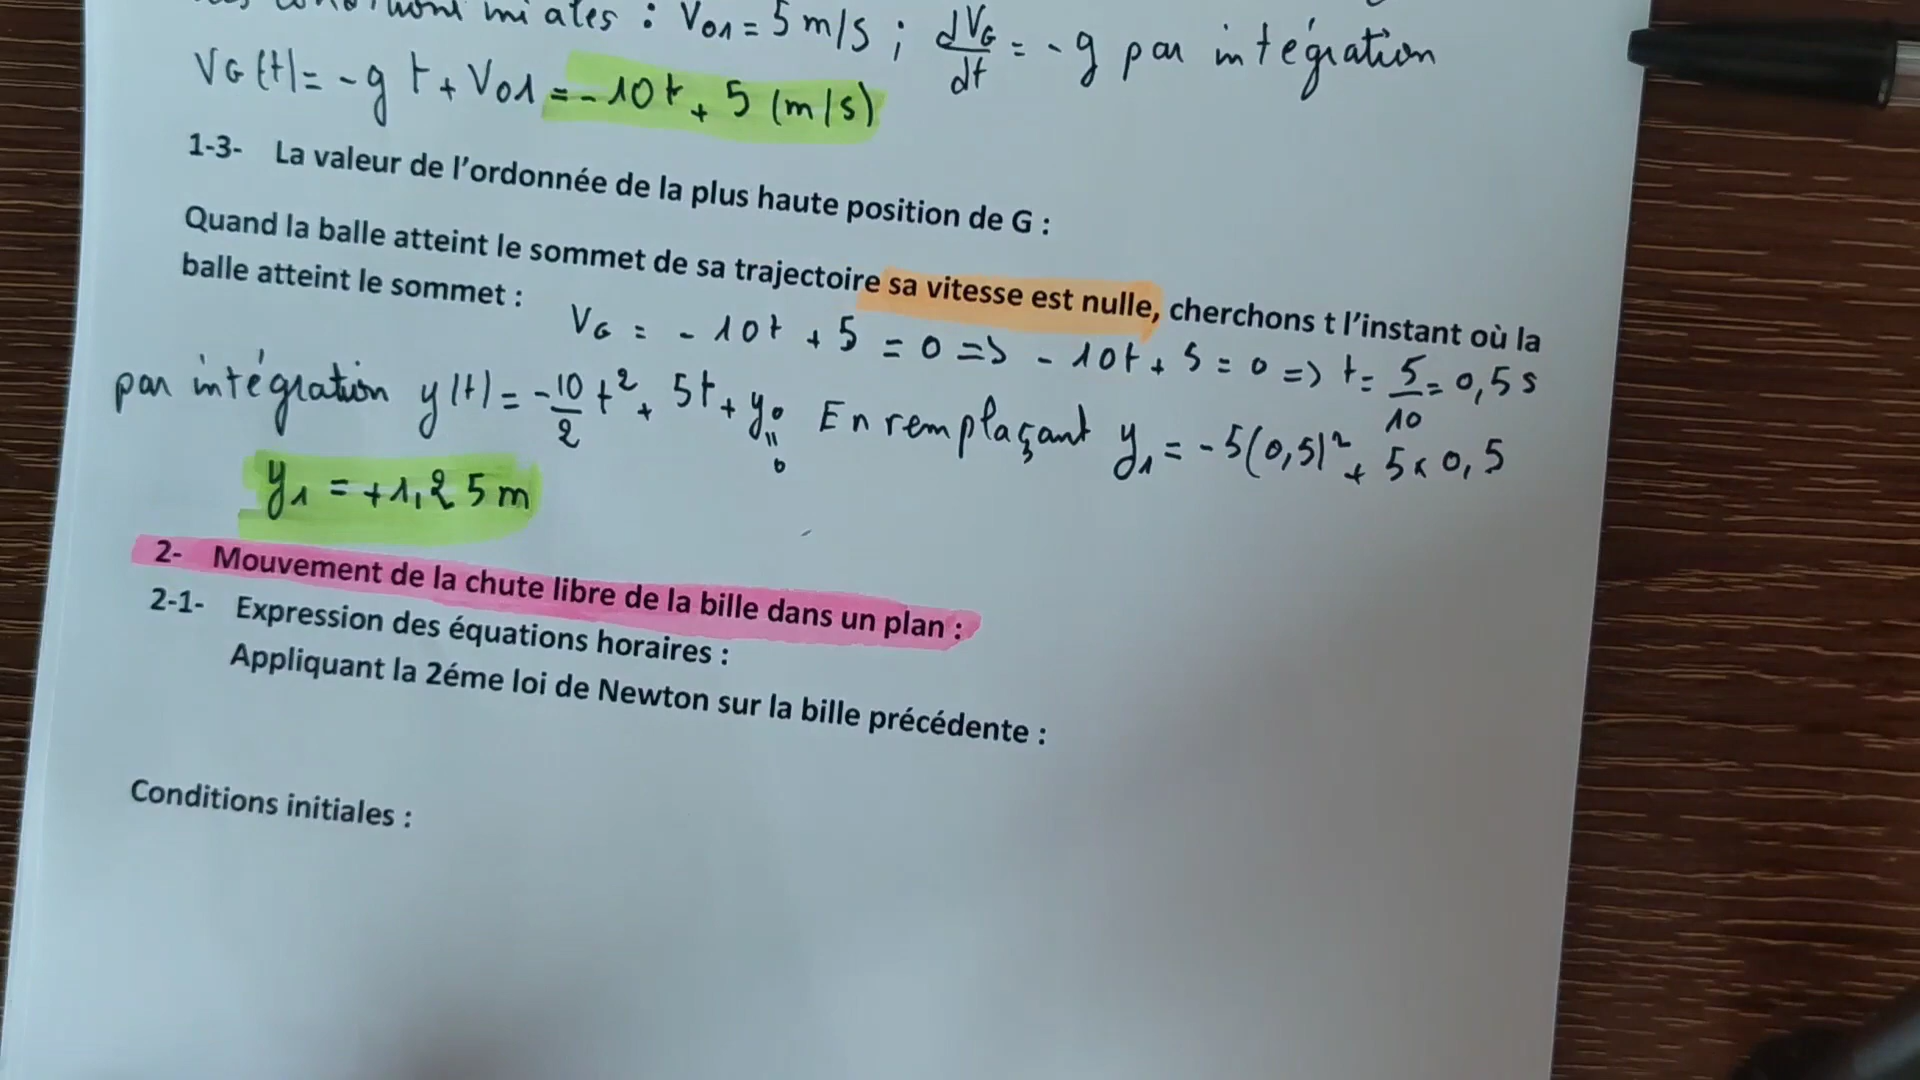 : V01 = 5 m/s ; dVG/dt = - g par intégration
VG(t) = - g t + V01 = - 10t + 5 (m/s)
1-3- La valeur de l'ordonnée de la plus haute position de G :
Quand la balle atteint le sommet de sa trajectoire sa vitesse est nulle, cherchons t l'instant où la
balle atteint le sommet :
VG = - 10t + 5 = 0 => - 10t + 5 = 0 => t = 5/10 = 0,5 s
par intégration y(t) = -10/2 t² + 5t + y0 En remplaçant y1 = - 5(0,5)² + 5 x 0,5
" 0
y1 = + 1,25 m
2- Mouvement de la chute libre de la bille dans un plan :
2-1- Expression des équations horaires :
Appliquant la 2éme loi de Newton sur la bille précédente :
Conditions initiales :